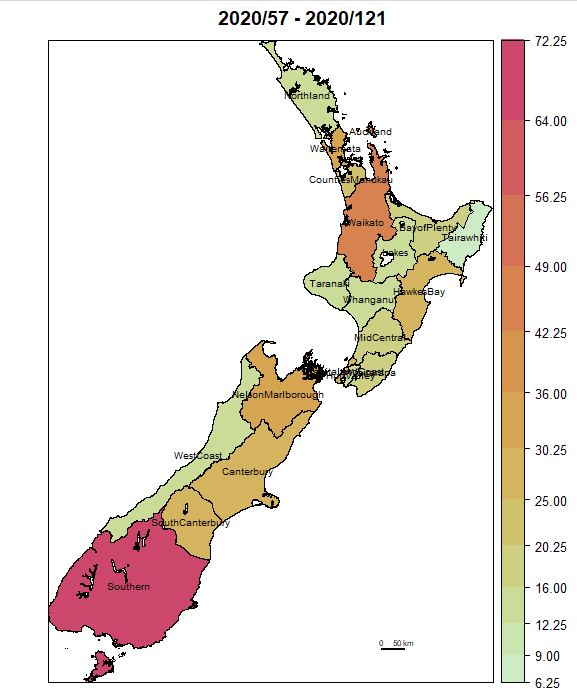 2020/57 - 2020/121
Northland
Auckland
Waitemata
CountiesManukau
Waikato
BayofPlenty
Tairawhiti
Lakes
Taranaki
Whanganui
HawkesBay
MidCentral
NelsonMarlborough
WestCoast
Canterbury
SouthCanterbury
Southern
0 50 km
72.25
64.00
56.25
49.00
42.25
36.00
30.25
25.00
20.25
16.00
12.25
9.00
6.25